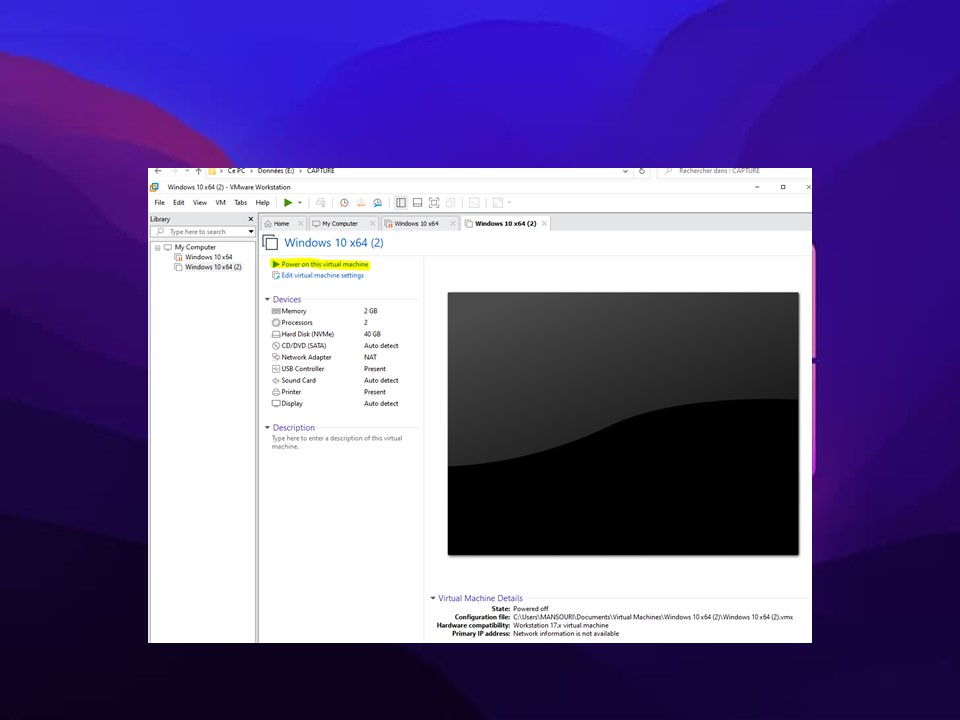 Ce PC > Données (E:) > CAPTURE
Rechercher dans : CAPTURE
Windows 10 x64 (2) - VMware Workstation
File Edit View VM Tabs Help
Library
Type here to search
My Computer
Windows 10 x64
Windows 10 x64 (2)
Home My Computer Windows 10 x64 Windows 10 x64 (2)
Windows 10 x64 (2)
Power on this virtual machine
Edit virtual machine settings
Devices
Memory 2 GB
Processors 2
Hard Disk (NVMe) 40 GB
CD/DVD (SATA) Auto detect
Network Adapter NAT
USB Controller Present
Sound Card Auto detect
Printer Present
Display Auto detect
Description
Type here to enter a description of this virtual
machine.
Virtual Machine Details
State: Powered off
Configuration file: C:\Users\MANSOURI\Documents\Virtual Machines\Windows 10 x64 (2)\Windows 10 x64 (2).vmx
Hardware compatibility: Workstation 17.x virtual machine
Primary IP address: Network information is not available